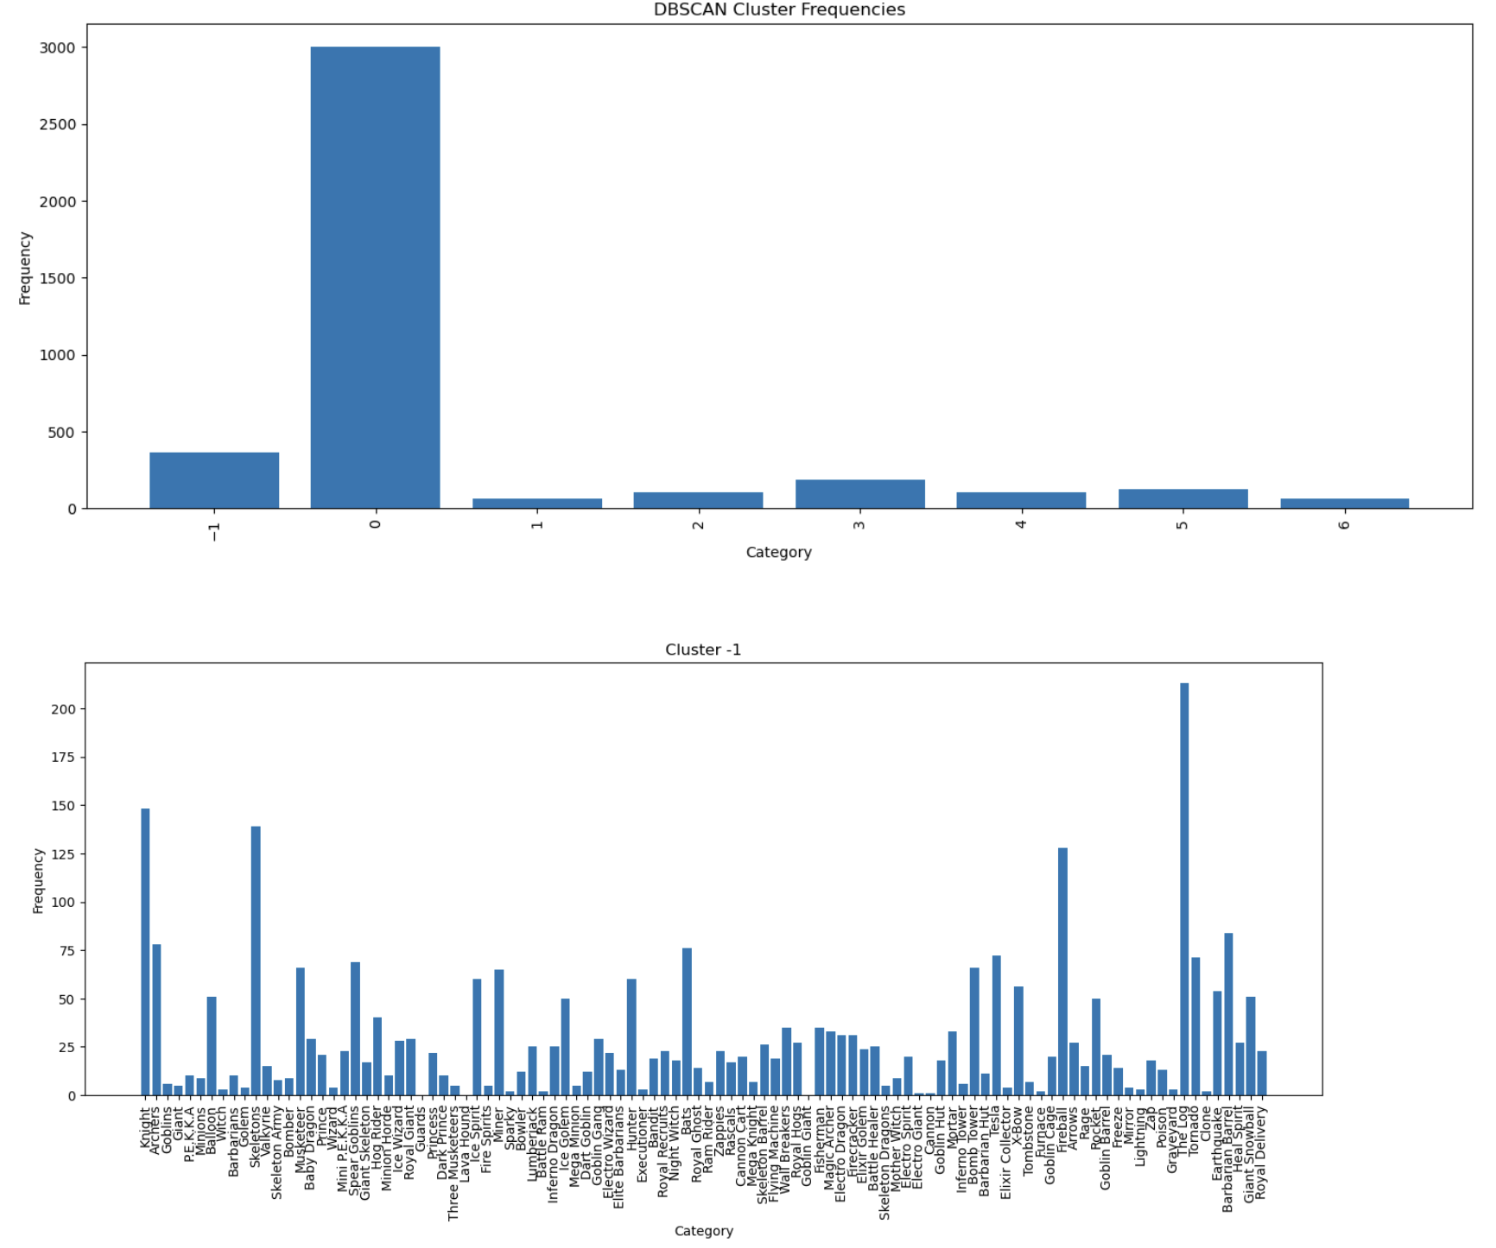 DBSCAN Cluster Frequencies
3000
2500
2000
1500
1000
500
0
Frequency
−1
0
1
2
3
4
5
6
Category
Cluster -1
200
175
150
125
100
75
50
25
0
Frequency
Knight
Archers
Goblins
Giant
P.E.K.K.A
Minions
Balloon
Witch
Barbarians
Golem
Skeletons
Valkyrie
Skeleton Army
Bomber
Musketeer
Baby Dragon
Prince
Wizard
Mini P.E.K.K.A
Spear Goblins
Giant Skeleton
Hog Rider
Minion Horde
Ice Wizard
Royal Giant
Guards
Princess
Dark Prince
Three Musketeers
Lava Hound
Ice Spirit
Fire Spirits
Miner
Sparky
Bowler
Lumberjack
Battle Ram
Inferno Dragon
Ice Golem
Mega Minion
Dart Goblin
Goblin Gang
Electro Wizard
Elite Barbarians
Hunter
Executioner
Bandit
Royal Recruits
Night Witch
Bats
Royal Ghost
Ram Rider
Zappies
Rascals
Cannon Cart
Mega Knight
Skeleton Barrel
Flying Machine
Wall Breakers
Royal Hogs
Goblin Giant
Fisherman
Magic Archer
Electro Dragon
Firecracker
Elixir Golem
Battle Healer
Skeleton Dragons
Mother Witch
Electro Spirit
Electro Giant
Cannon
Goblin Hut
Mortar
Inferno Tower
Bomb Tower
Barbarian Hut
Tesla
Elixir Collector
X-Bow
Tombstone
Furnace
Goblin Cage
Fireball
Arrows
Rage
Rocket
Goblin Barrel
Freeze
Mirror
Lightning
Zap
Poison
Graveyard
The Log
Tornado
Clone
Earthquake
Barbarian Barrel
Heal Spirit
Giant Snowball
Royal Delivery
Category